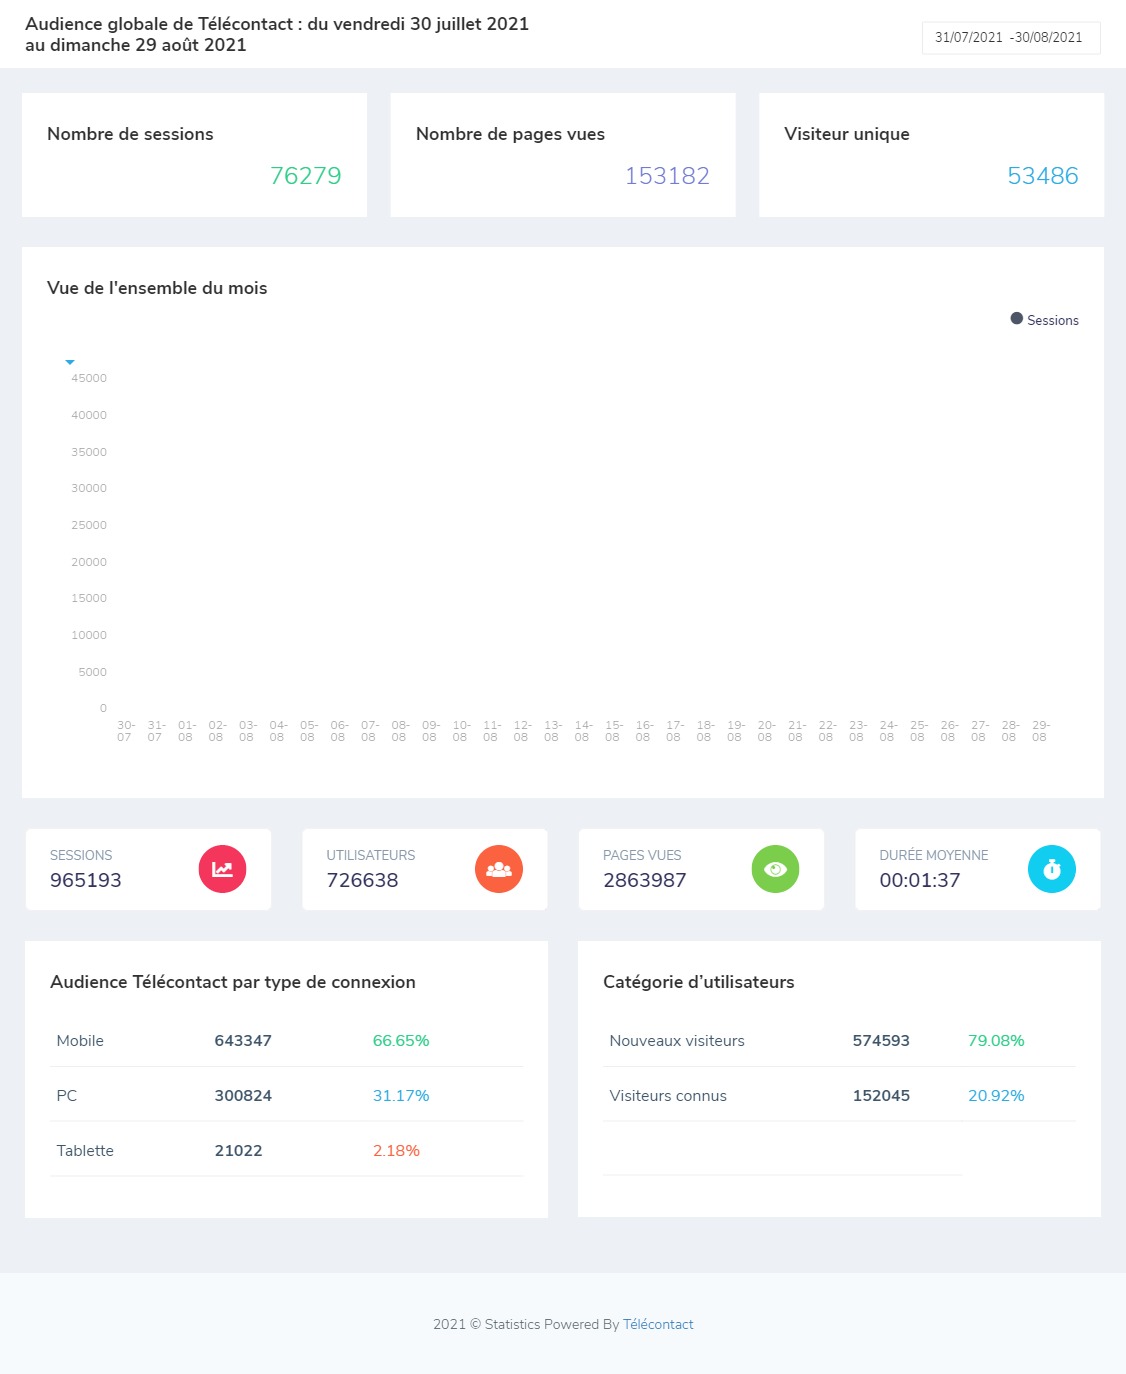 Audience globale de Télécontact : du vendredi 30 juillet 2021
au dimanche 29 août 2021
31/07/2021 -30/08/2021
Nombre de sessions
76279
Nombre de pages vues
153182
Visiteur unique
53486
Vue de l'ensemble du mois
Sessions
45000
40000
35000
30000
25000
20000
15000
10000
5000
0
30-07 31-07 01-08 02-08 03-08 04-08 05-08 06-08 07-08 08-08 09-08 10-08 11-08 12-08 13-08 14-08 15-08 16-08 17-08 18-08 19-08 20-08 21-08 22-08 23-08 24-08 25-08 26-08 27-08 28-08 29-08
SESSIONS
965193
UTILISATEURS
726638
PAGES VUES
2863987
DURÉE MOYENNE
00:01:37
Audience Télécontact par type de connexion
Mobile 643347 66.65%
PC 300824 31.17%
Tablette 21022 2.18%
Catégorie d’utilisateurs
Nouveaux visiteurs 574593 79.08%
Visiteurs connus 152045 20.92%
2021 © Statistics Powered By Télécontact